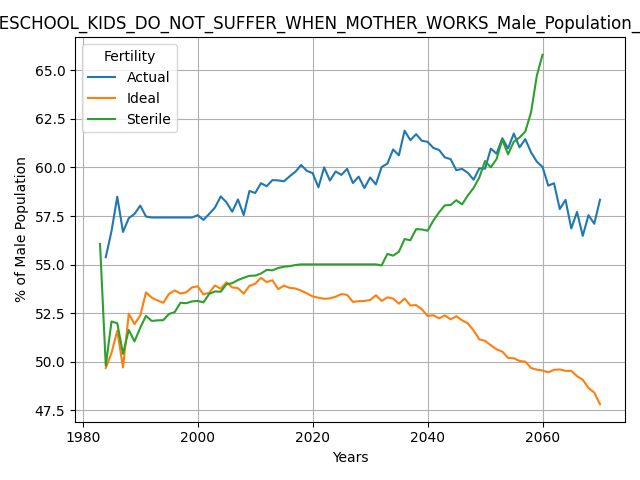 ESCHOOL_KIDS_DO_NOT_SUFFER_WHEN_MOTHER_WORKS_Male_Population_
Fertility
Actual
Ideal
Sterile
65.0
62.5
60.0
57.5
55.0
52.5
50.0
47.5
% of Male Population
1980
2000
2020
2040
2060
Years